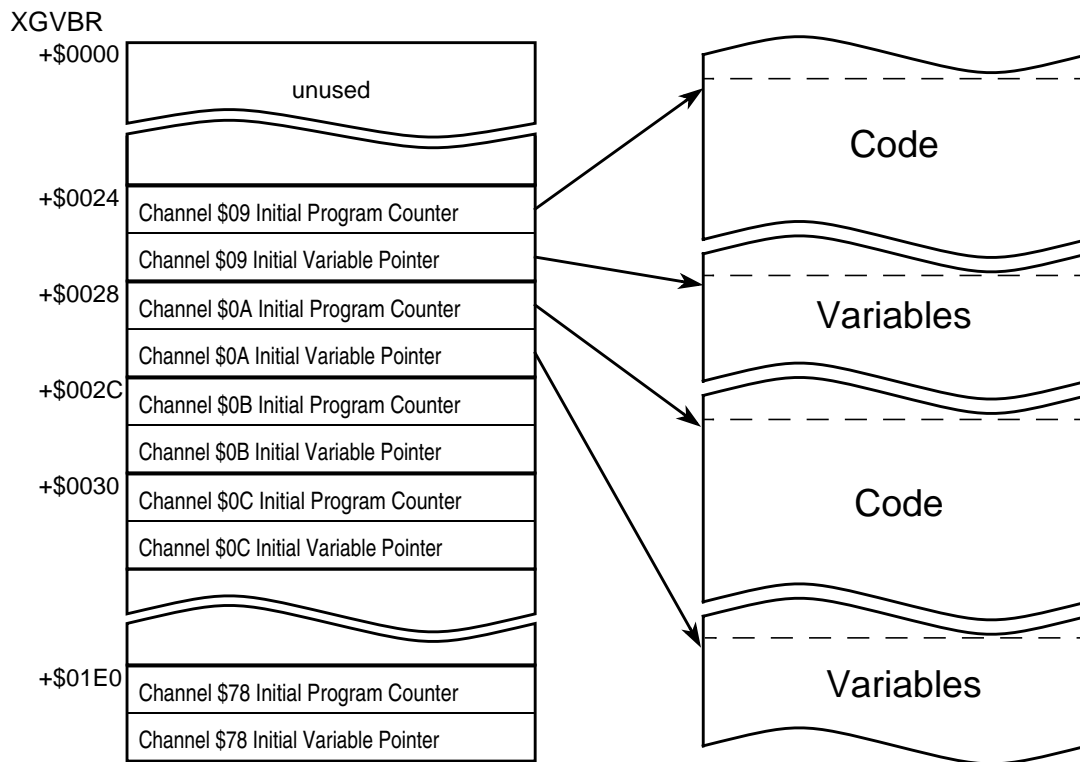 XGVBR
+$0000
unused
+$0024
Channel $09 Initial Program Counter
Channel $09 Initial Variable Pointer
+$0028
Channel $0A Initial Program Counter
Channel $0A Initial Variable Pointer
+$002C
Channel $0B Initial Program Counter
Channel $0B Initial Variable Pointer
+$0030
Channel $0C Initial Program Counter
Channel $0C Initial Variable Pointer
+$01E0
Channel $78 Initial Program Counter
Channel $78 Initial Variable Pointer
Code
Variables
Code
Variables